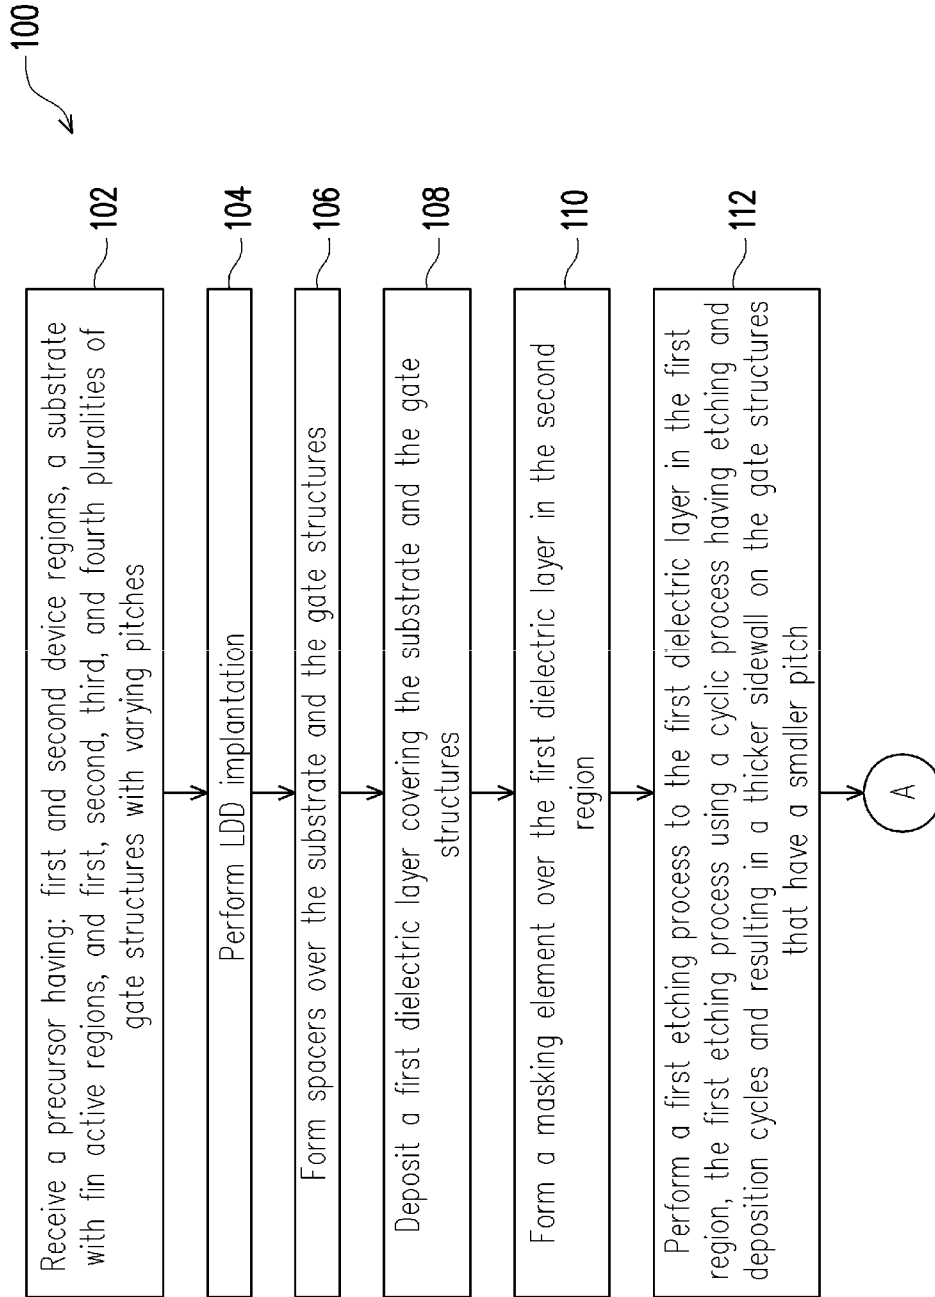 100
Receive a precursor having: first and second device regions, a substrate
with fin active regions, and first, second, third, and fourth pluralities of
gate structures with varying pitches
102
Perform LDD implantation
104
Form spacers over the substrate and the gate structures
106
Deposit a first dielectric layer covering the substrate and the gate
structures
108
Form a masking element over the first dielectric layer in the second
region
110
Perform a first etching process to the first dielectric layer in the first
region, the first etching process using a cyclic process having etching and
deposition cycles and resulting in a thicker sidewall on the gate structures
that have a smaller pitch
112
A